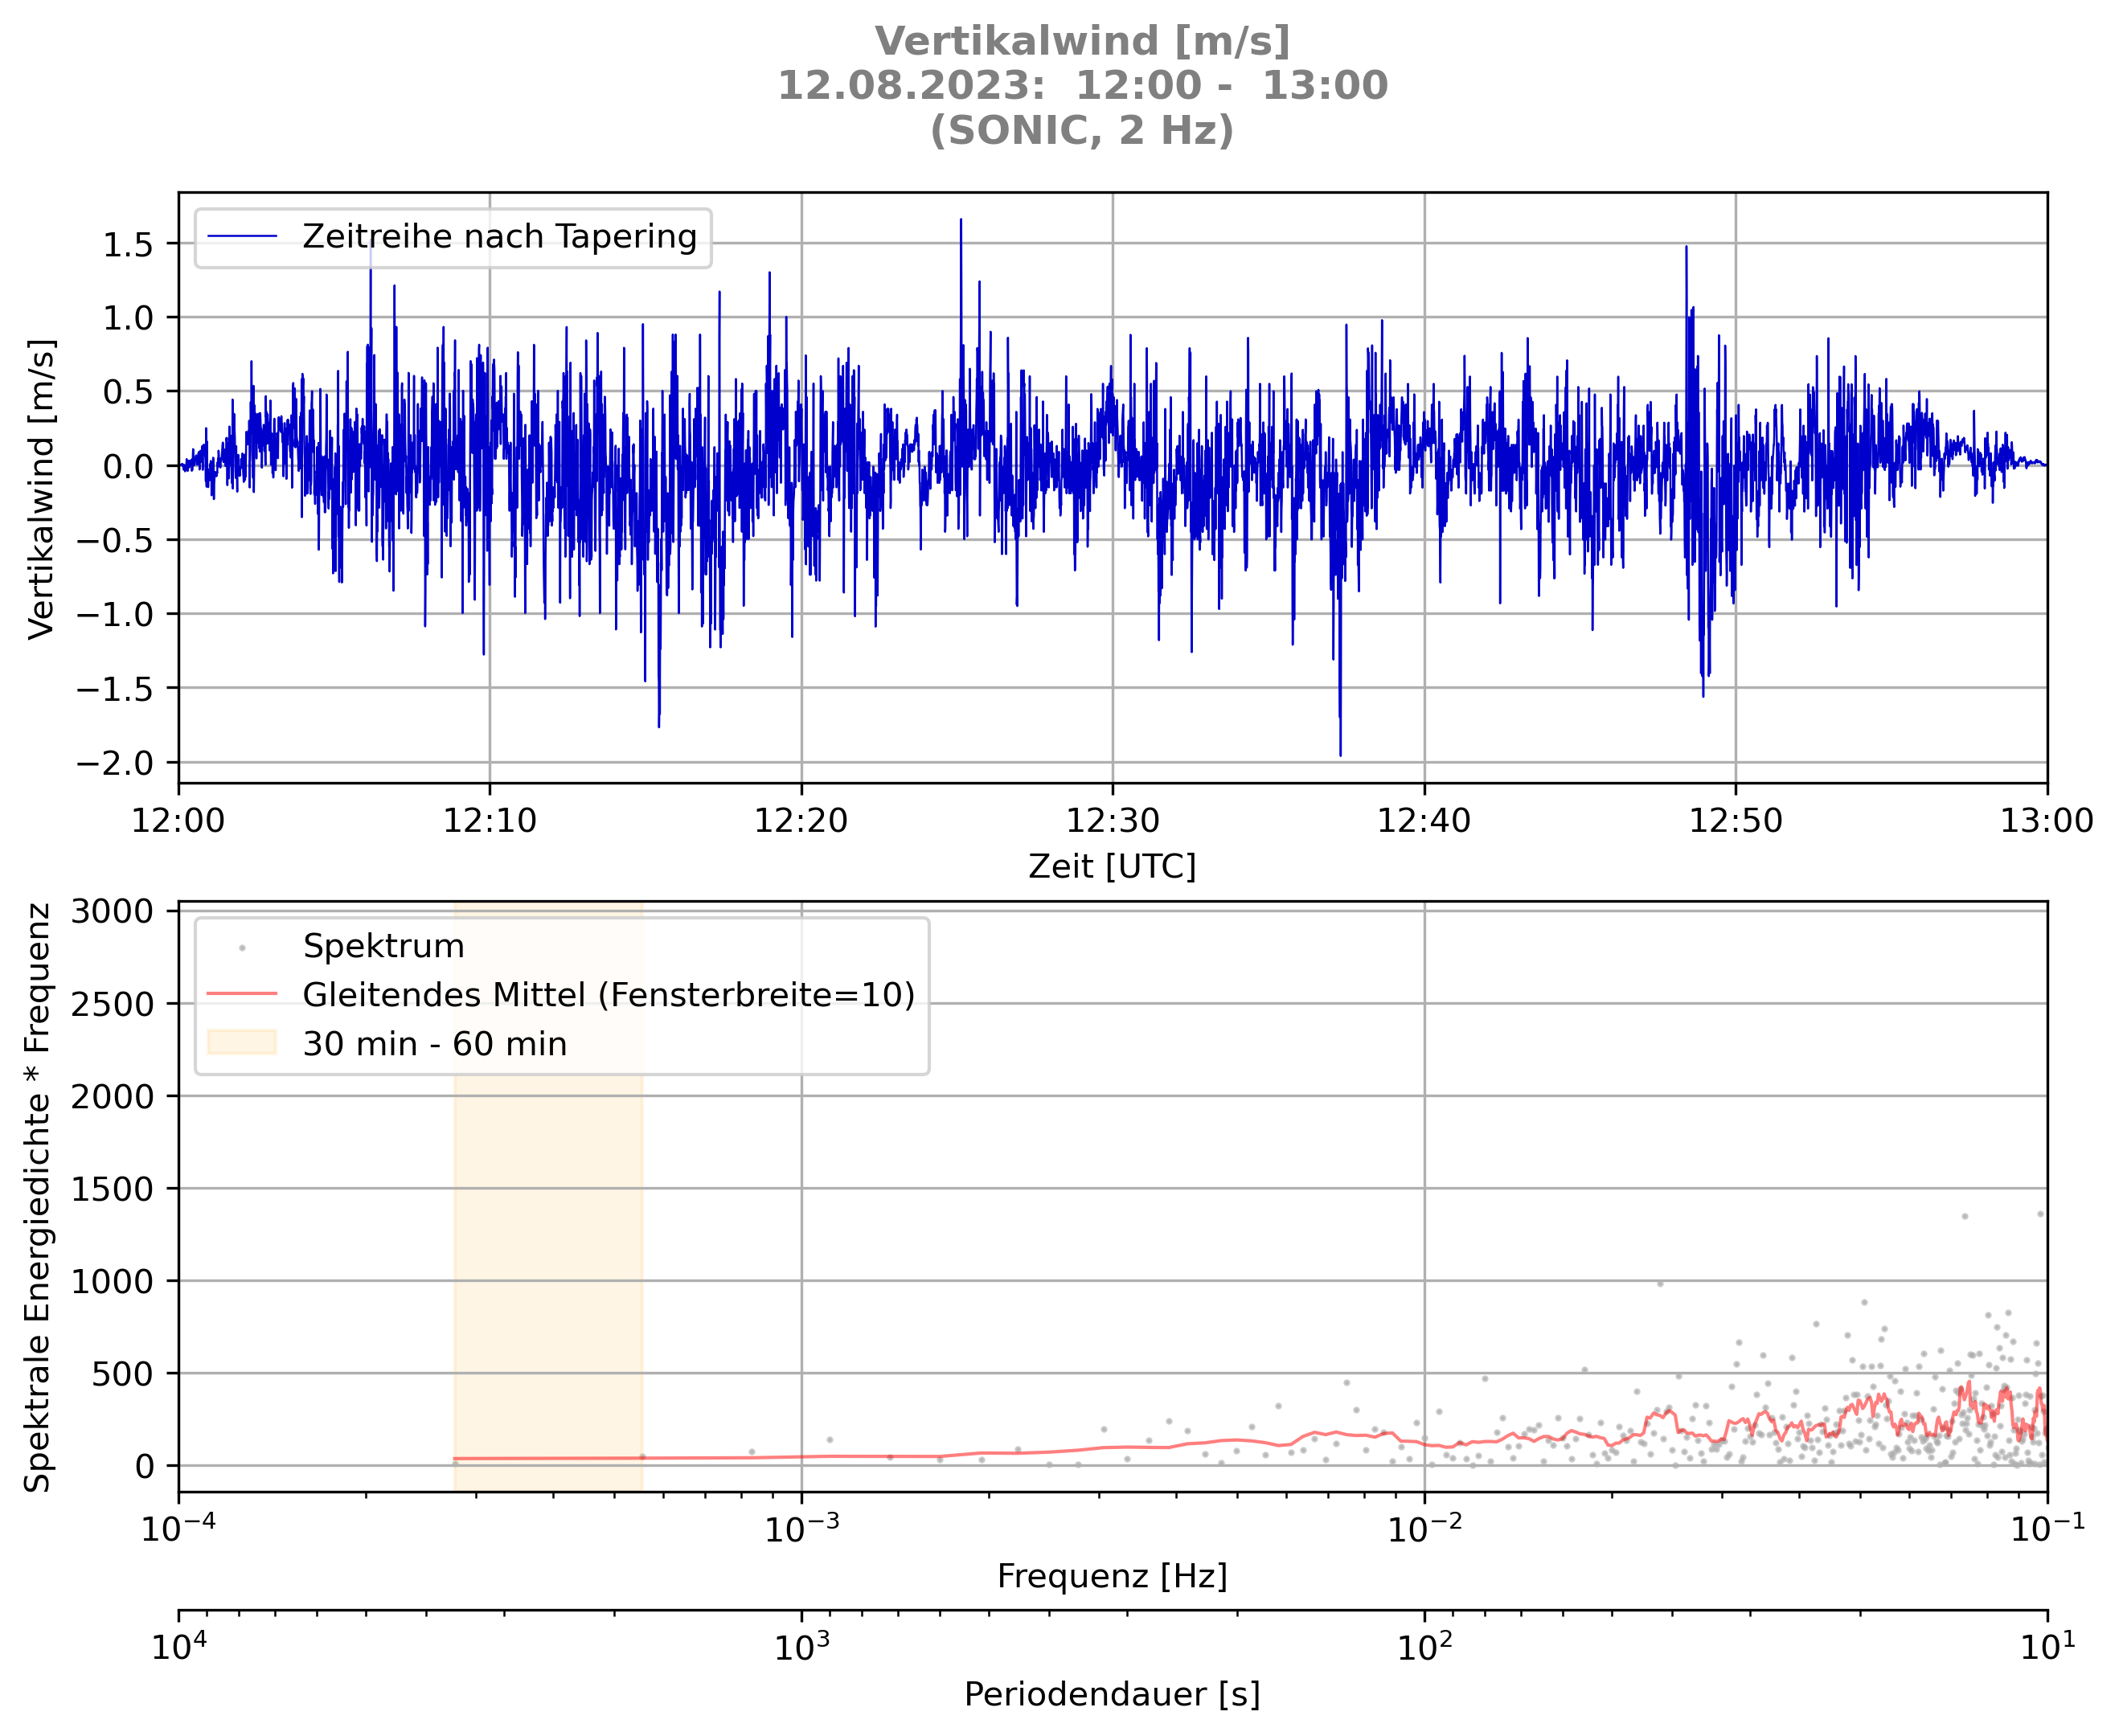 Vertikalwind [m/s]
12.08.2023:  12:00 -  13:00
(SONIC, 2 Hz)
Zeitreihe nach Tapering
Vertikalwind [m/s]
1.5
1.0
0.5
0.0
−0.5
−1.0
−1.5
−2.0
12:00 12:10 12:20 12:30 12:40 12:50 13:00
Zeit [UTC]
Spektrum
Gleitendes Mittel (Fensterbreite=10)
30 min - 60 min
Spektrale Energiedichte * Frequenz
3000
2500
2000
1500
1000
500
0
10⁻⁴ 10⁻³ 10⁻² 10⁻¹
Frequenz [Hz]
10⁴ 10³ 10² 10¹
Periodendauer [s]